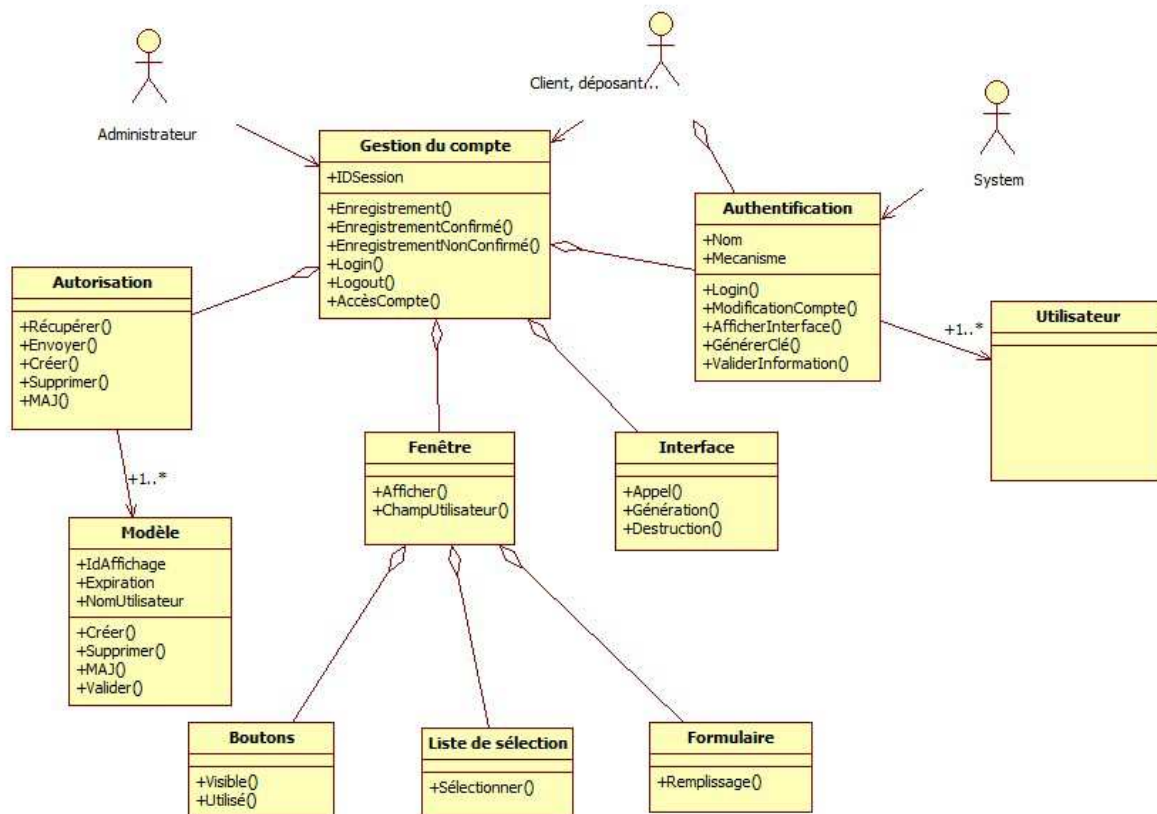 Client, déposant...
Administrateur
System
Gestion du compte
+IDSession
+Enregistrement()
+EnregistrementConfirmé()
+EnregistrementNonConfirmé()
+Login()
+Logout()
+AccèsCompte()
Authentification
+Nom
+Mecanisme
+Login()
+ModificationCompte()
+AfficherInterface()
+GénérerClé()
+ValiderInformation()
+1..*
Utilisateur
Autorisation
+Récupérer()
+Envoyer()
+Créer()
+Supprimer()
+MAJ()
+1..*
Fenêtre
+Afficher()
+ChampUtilisateur()
Interface
+Appel()
+Génération()
+Destruction()
Modèle
+IdAffichage
+Expiration
+NomUtilisateur
+Créer()
+Supprimer()
+MAJ()
+Valider()
Boutons
+Visible()
+Utilisé()
Liste de sélection
+Sélectionner()
Formulaire
+Remplissage()